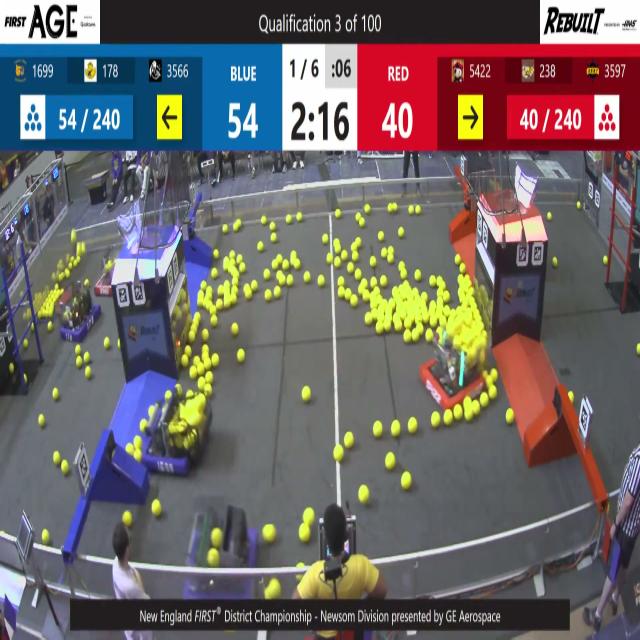 FIRST AGE
Qualification 3 of 100
REBUILT
1699 178 3566 BLUE 1 / 6 :06 RED 5422 238 3597
54 / 240 54 2:16 40 40 / 240
New England FIRST® District Championship - Newsom Division presented by GE Aerospace